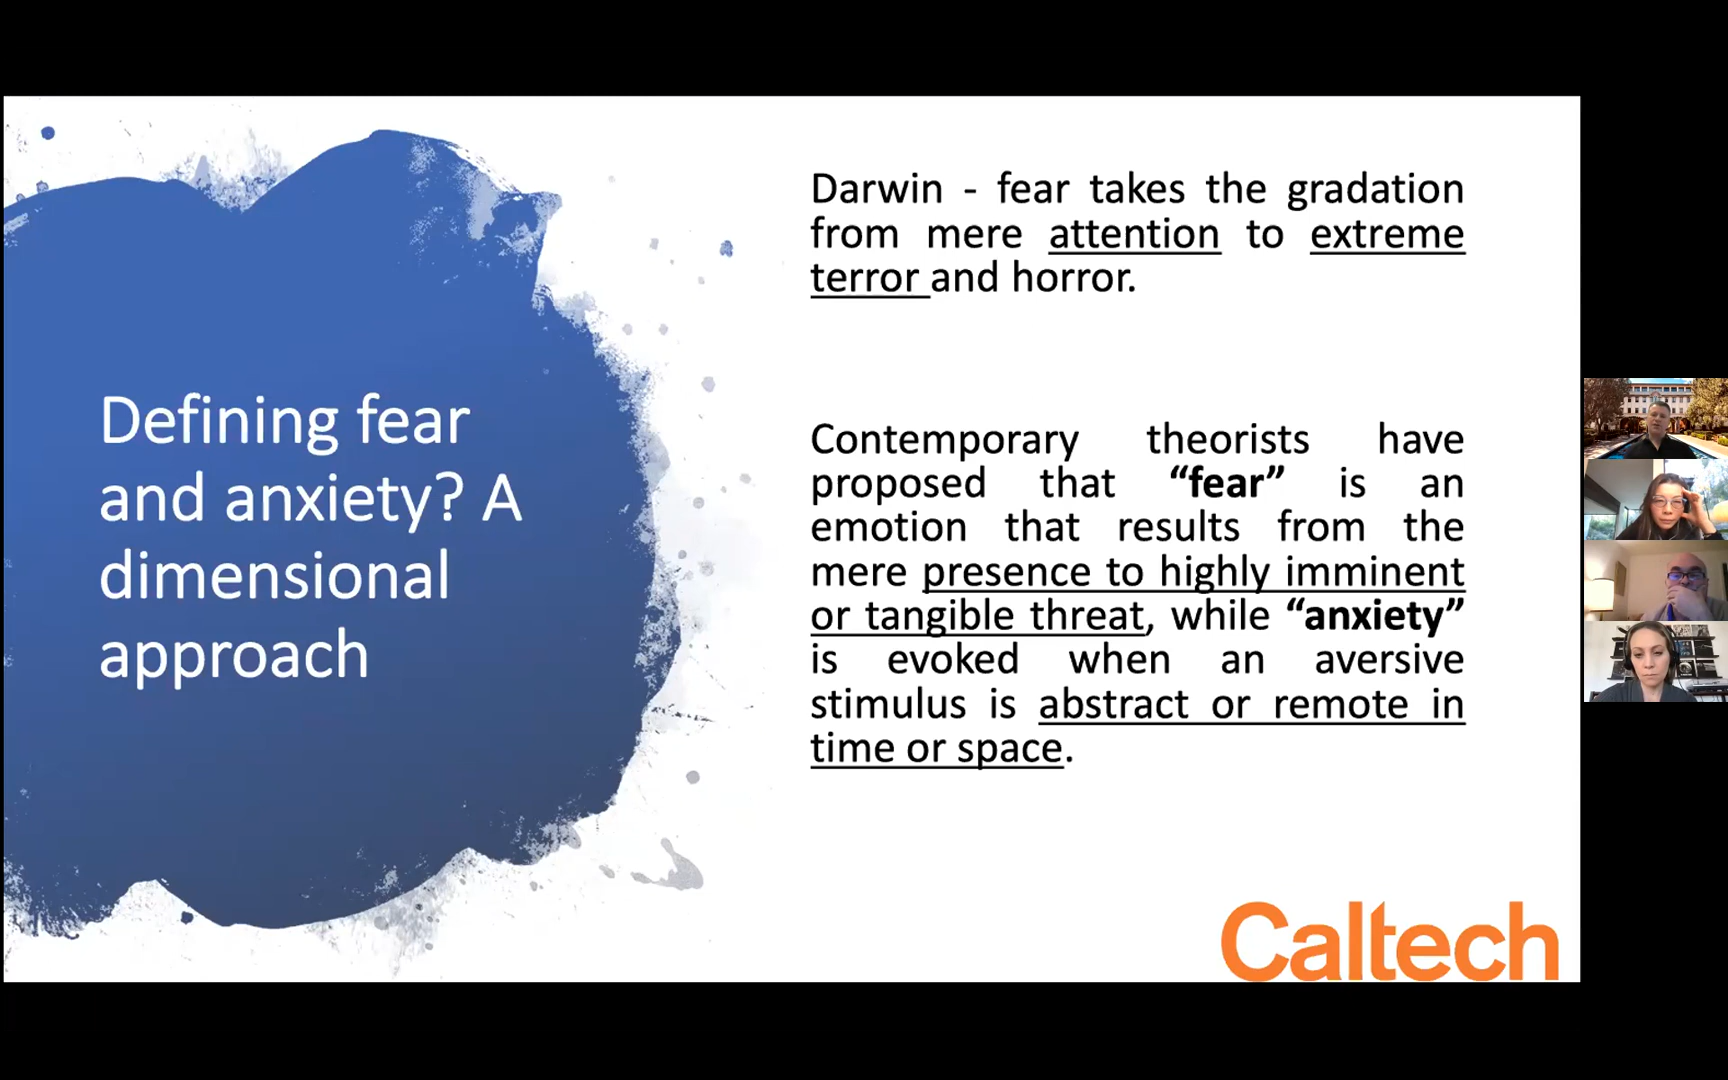 Defining fear
and anxiety? A
dimensional
approach
Darwin - fear takes the gradation
from mere attention to extreme
terror and horror.
Contemporary theorists have
proposed that “fear” is an
emotion that results from the
mere presence to highly imminent
or tangible threat, while “anxiety”
is evoked when an aversive
stimulus is abstract or remote in
time or space.
Caltech